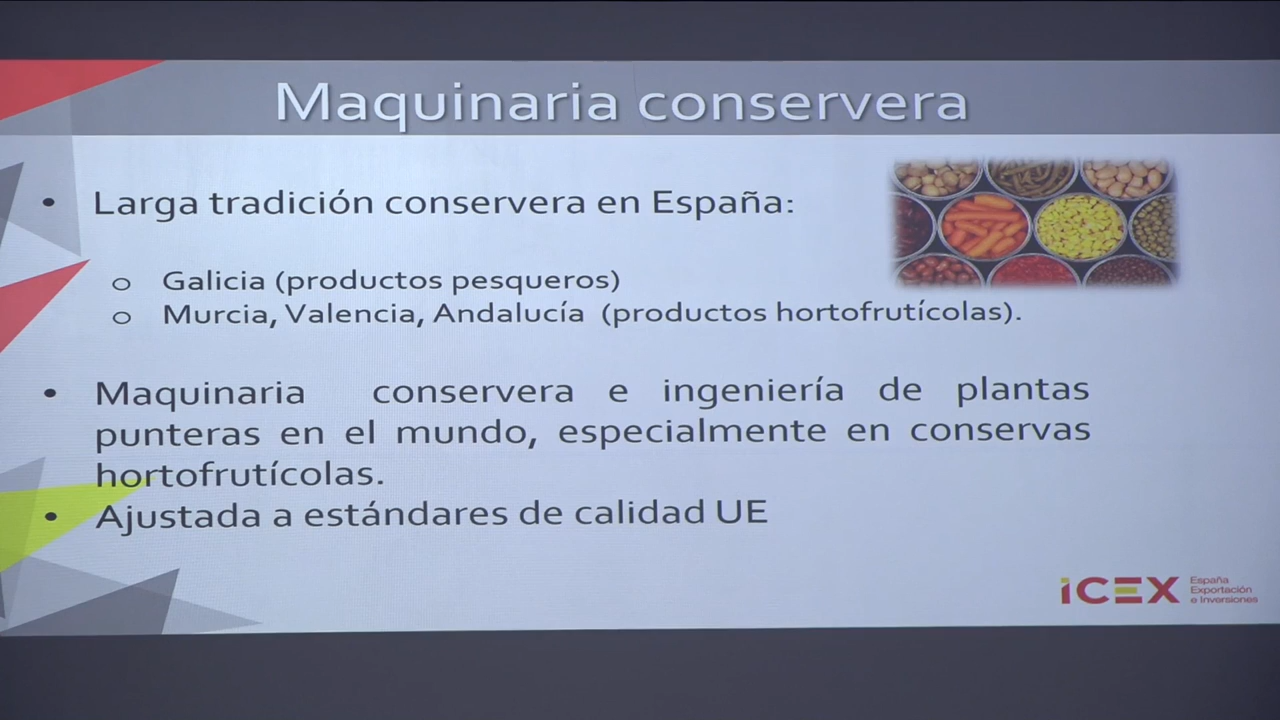 Maquinaria conservera
• Larga tradición conservera en España:
o Galicia (productos pesqueros)
o Murcia, Valencia, Andalucía (productos hortofrutícolas).
• Maquinaria conservera e ingeniería de plantas
punteras en el mundo, especialmente en conservas
hortofrutícolas.
• Ajustada a estándares de calidad UE
iCEX
España
Exportación
e Inversiones